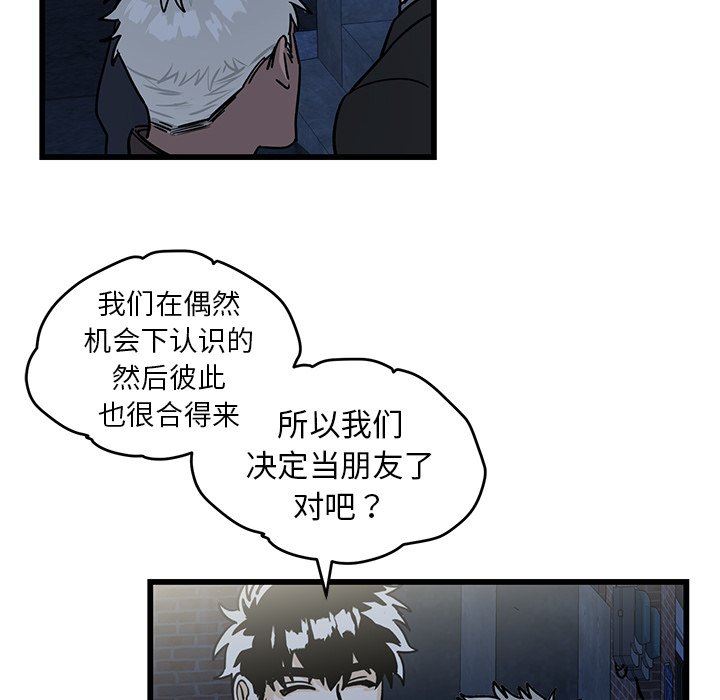 我们在偶然
机会下认识的
然后彼此
也很合得来
所以我们
决定当朋友了
对吧？